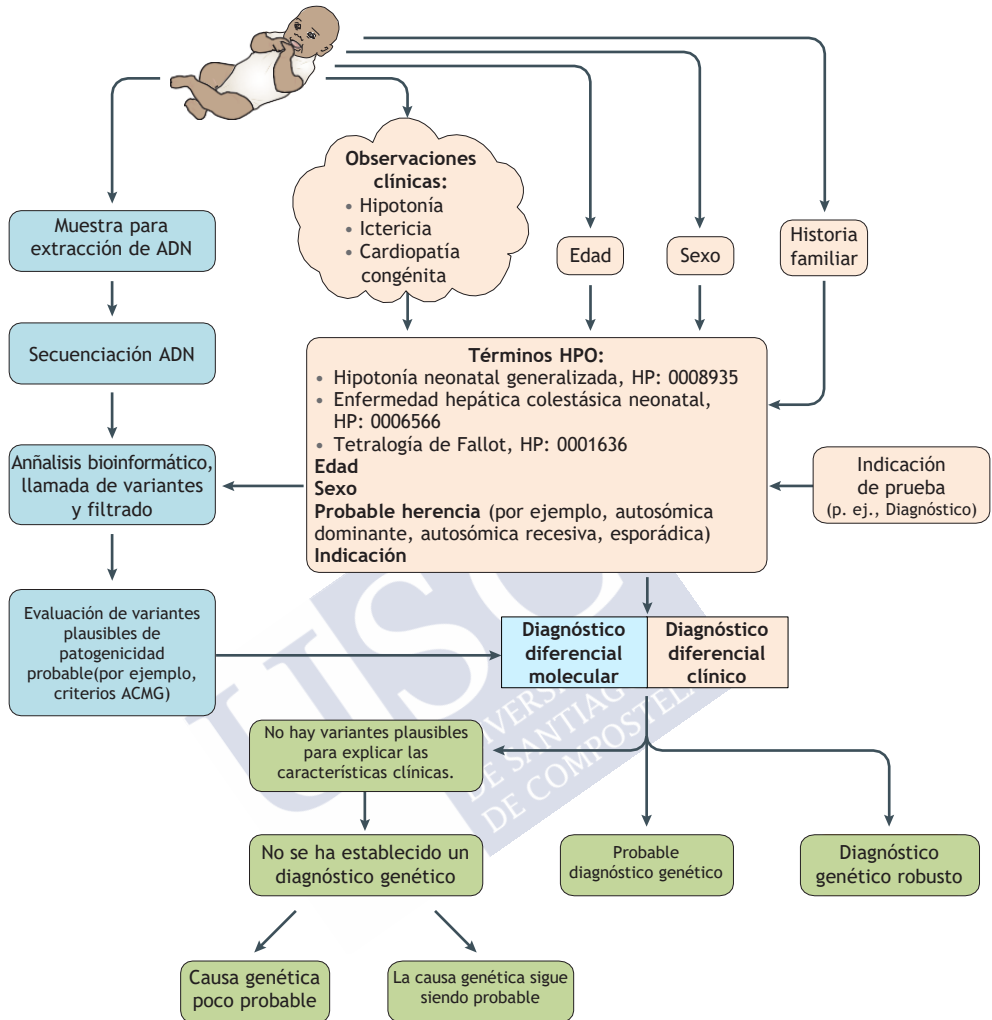 Observaciones
clínicas:
• Hipotonía
• Ictericia
• Cardiopatía
congénita
Muestra para
extracción de ADN
Edad
Sexo
Historia
familiar
Secuenciación ADN
Términos HPO:
• Hipotonía neonatal generalizada, HP: 0008935
• Enfermedad hepática colestásica neonatal,
HP: 0006566
• Tetralogía de Fallot, HP: 0001636
Edad
Sexo
Probable herencia (por ejemplo, autosómica
dominante, autosómica recesiva, esporádica)
Indicación
Anñalisis bioinformático,
llamada de variantes
y filtrado
Indicación
de prueba
(p. ej., Diagnóstico)
Evaluación de variantes
plausibles de
patogenicidad
probable(por ejemplo,
criterios ACMG)
Diagnóstico
diferencial
molecular
Diagnóstico
diferencial
clínico
No hay variantes plausibles
para explicar las
características clínicas.
No se ha establecido un
diagnóstico genético
Probable
diagnóstico genético
Diagnóstico
genético robusto
Causa genética
poco probable
La causa genética sigue
siendo probable
USC
DE SANTIAG
DE COMPOSTELA